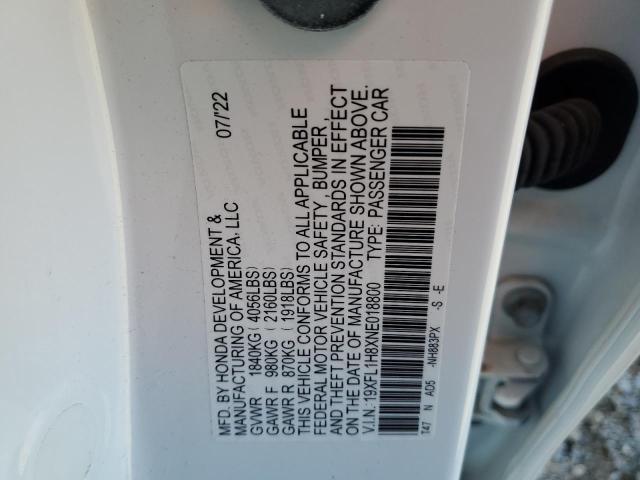 MFD. BY HONDA DEVELOPMENT & 07/'22
MANUFACTURING OF AMERICA, LLC
GVWR 1840KG (4066LBS)
GAWR F 980KG (2160LBS)
GAWR R 870KG (1918LBS)
THIS VEHICLE CONFORMS TO ALL APPLICABLE
FEDERAL MOTOR VEHICLE SAFETY, BUMPER,
AND THEFT PREVENTION STANDARDS IN EFFECT
ON THE DATE OF MANUFACTURE SHOWN ABOVE.
V.I.N.:19XFL1H8XNE018800 TYPE: PASSENGER CAR
T47 N AD5 -NH883PX -S -E